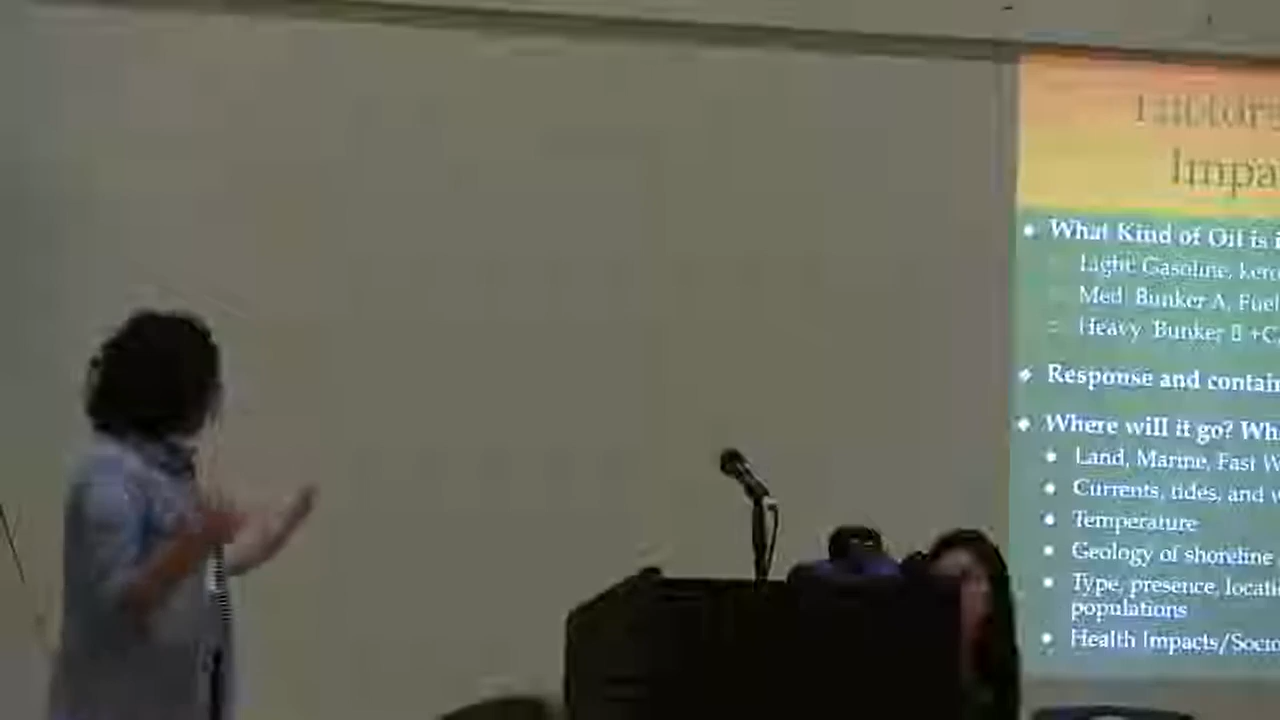 Impa
• What Kind of Oil is i
Light Gasoline, kero
Med Bunker A, Fuel
Heavy Bunker +C
Response and contain
Where will it go? Wh
• Land, Marine, Fast W
• Currents, tides, and w
• Temperature
• Geology of shoreline
• Type, presence, locati
populations
• Health Impacts/Socio